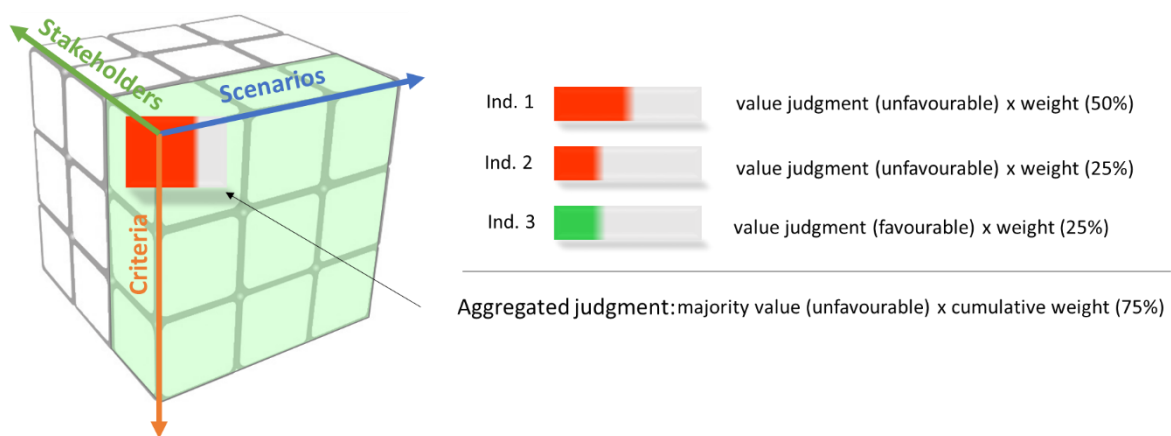 Stakeholders
Scenarios
Criteria
Ind. 1 value judgment (unfavourable) x weight (50%)
Ind. 2 value judgment (unfavourable) x weight (25%)
Ind. 3 value judgment (favourable) x weight (25%)
Aggregated judgment: majority value (unfavourable) x cumulative weight (75%)